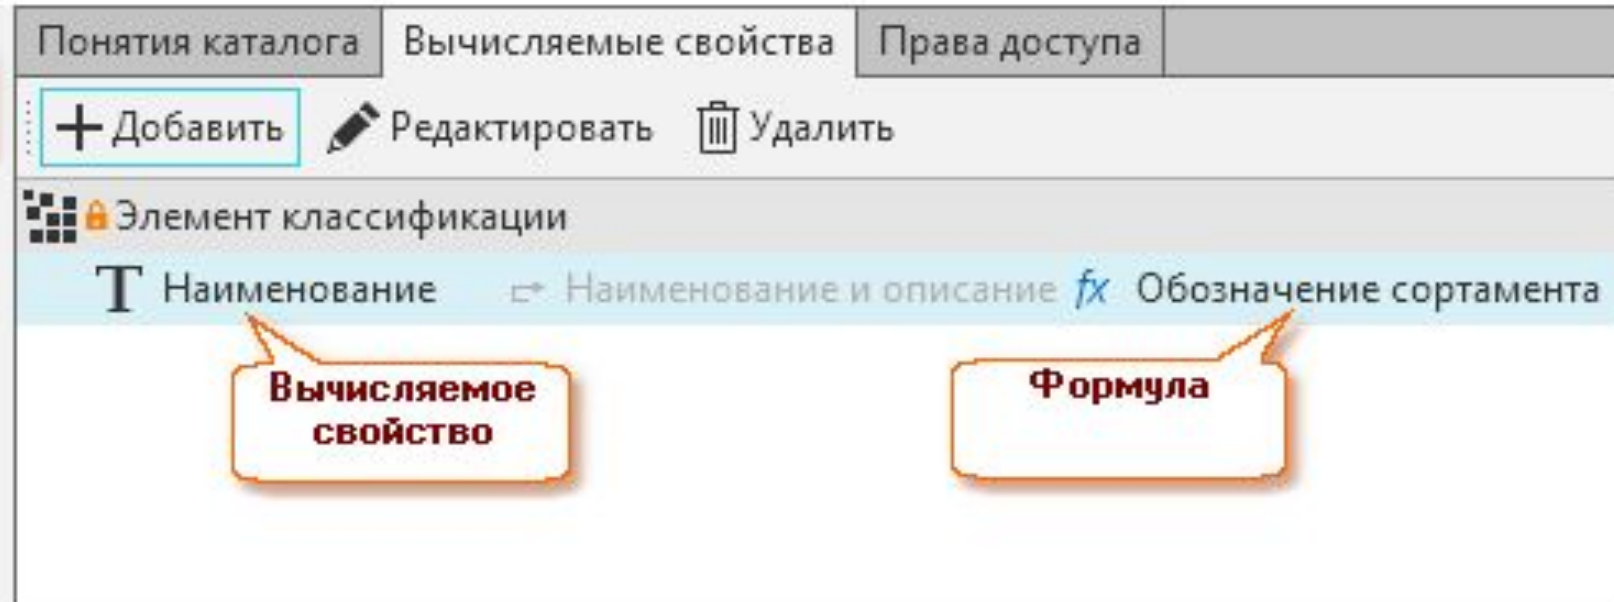 Понятия каталога Вычисляемые свойства Права доступа
Добавить Редактировать Удалить
Элемент классификации
T Наименование Наименование и описание fx Обозначение сортамента
Вычисляемое
свойство
Формула